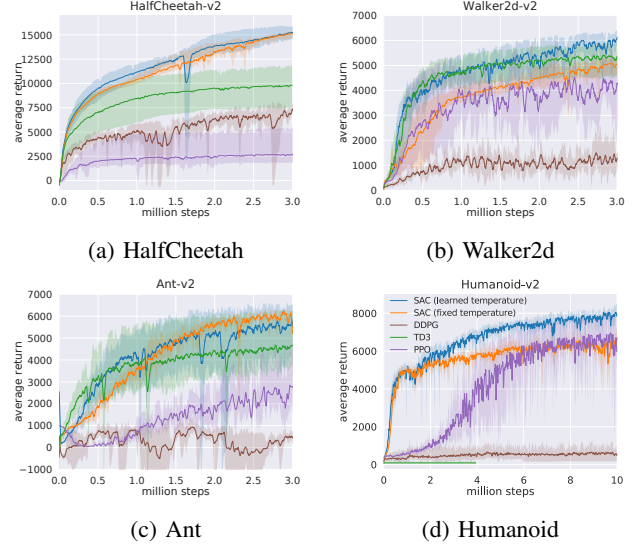 HalfCheetah-v2
15000
12500
10000
7500
5000
2500
0
average return
0.0 0.5 1.0 1.5 2.0 2.5 3.0
million steps
(a) HalfCheetah
Walker2d-v2
7000
6000
5000
4000
3000
2000
1000
0
average return
0.0 0.5 1.0 1.5 2.0 2.5 3.0
million steps
(b) Walker2d
Ant-v2
7000
6000
5000
4000
3000
2000
1000
0
−1000
average return
0.0 0.5 1.0 1.5 2.0 2.5 3.0
million steps
(c) Ant
Humanoid-v2
SAC (learned temperature)
SAC (fixed temperature)
DDPG
TD3
PPO
8000
6000
4000
2000
0
average return
0 2 4 6 8 10
million steps
(d) Humanoid